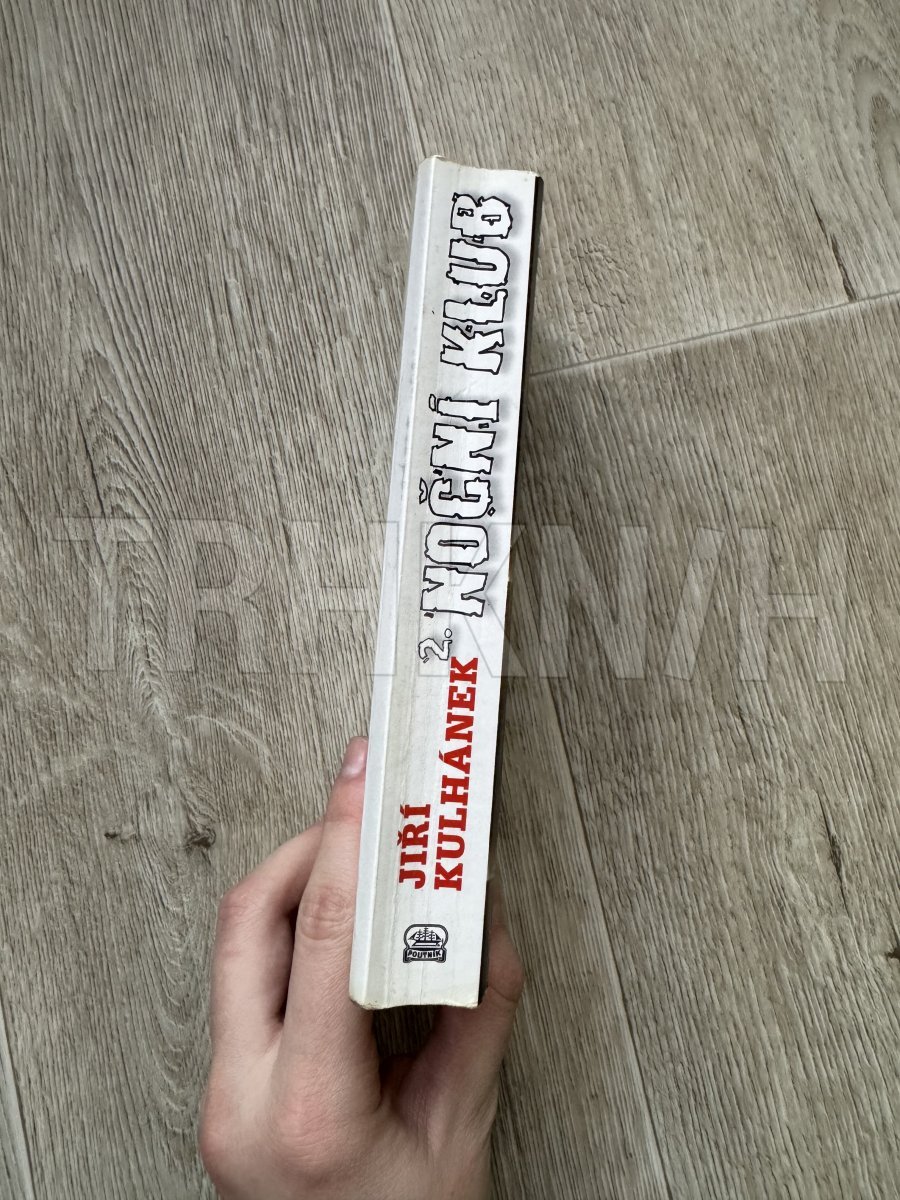 JIŘÍ
KULHÁNEK
2. NOČNÍ KLUB
POUTNÍK
TRHKNIH